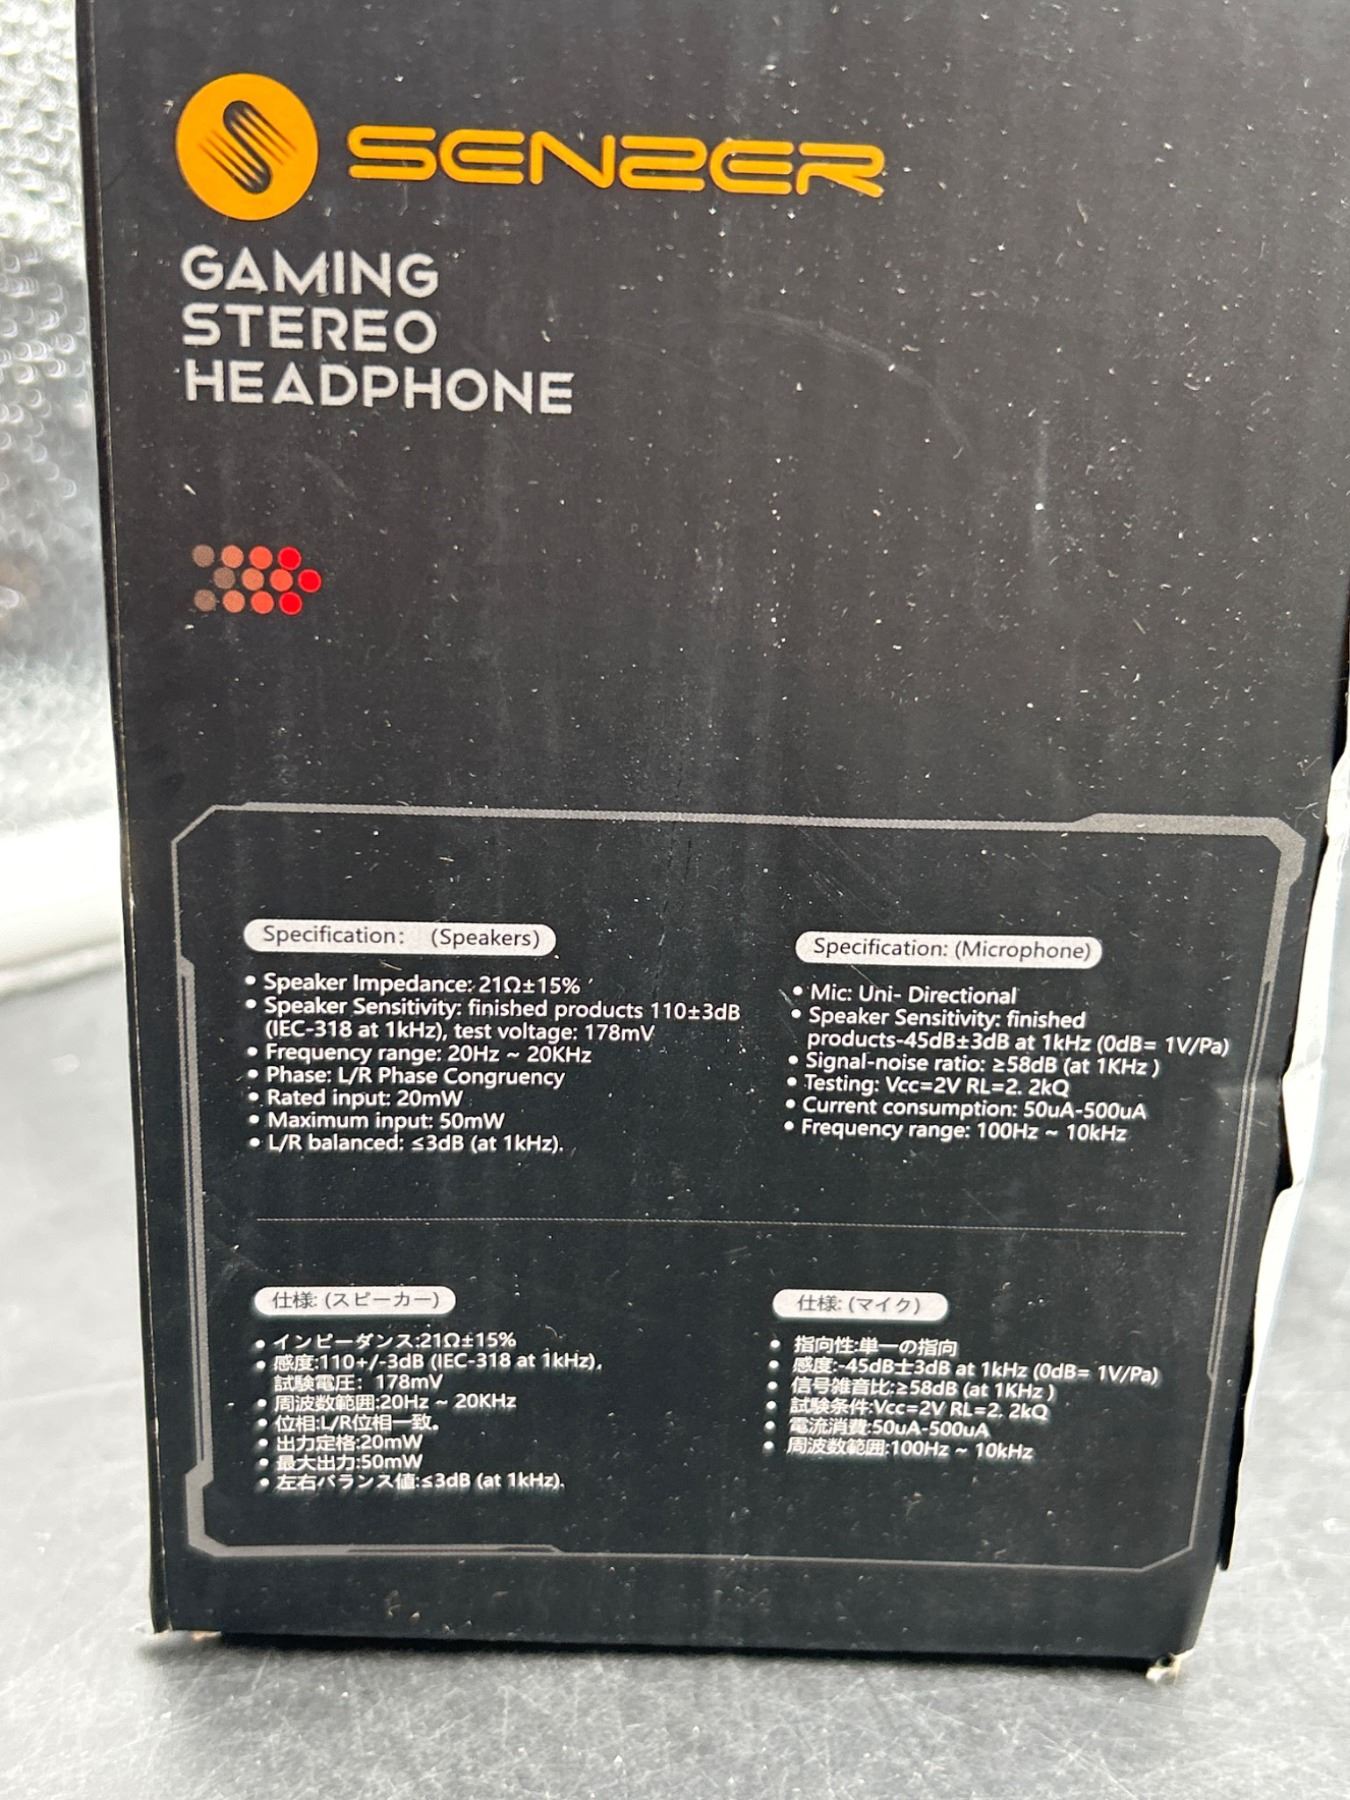 SENZER
GAMING
STEREO
HEADPHONE
Specification: (Speakers)
• Speaker Impedance: 21Ω±15%
• Speaker Sensitivity: finished products 110±3dB
(IEC-318 at 1kHz), test voltage: 178mV
• Frequency range: 20Hz ~ 20KHz
• Phase: L/R Phase Congruency
• Rated input: 20mW
• Maximum input: 50mW
• L/R balanced: ≤3dB (at 1kHz).
Specification: (Microphone)
• Mic: Uni- Directional
• Speaker Sensitivity: finished
products-45dB±3dB at 1kHz (0dB= 1V/Pa)
• Signal-noise ratio: ≥58dB (at 1KHz )
• Testing: Vcc=2V RL=2. 2kΩ
• Current consumption: 50uA-500uA
• Frequency range: 100Hz ~ 10kHz
仕様: (スピーカー)
• インピーダンス:21Ω±15%
• 感度:110+/-3dB (IEC-318 at 1kHz),
試験電圧: 178mV
• 周波数範囲:20Hz ~ 20KHz
• 位相:L/R位相一致。
• 出力定格:20mW
• 最大出力:50mW
• 左右バランス値:≤3dB (at 1kHz).
仕様: (マイク)
• 指向性:単一の指向
• 感度:-45dB士3dB at 1kHz (0dB= 1V/Pa)
• 信号雑音比:≥58dB (at 1KHz )
• 試験条件:Vcc=2V RL=2. 2kΩ
• 電流消費:50uA-500uA
• 周波数範囲:100Hz ~ 10kHz